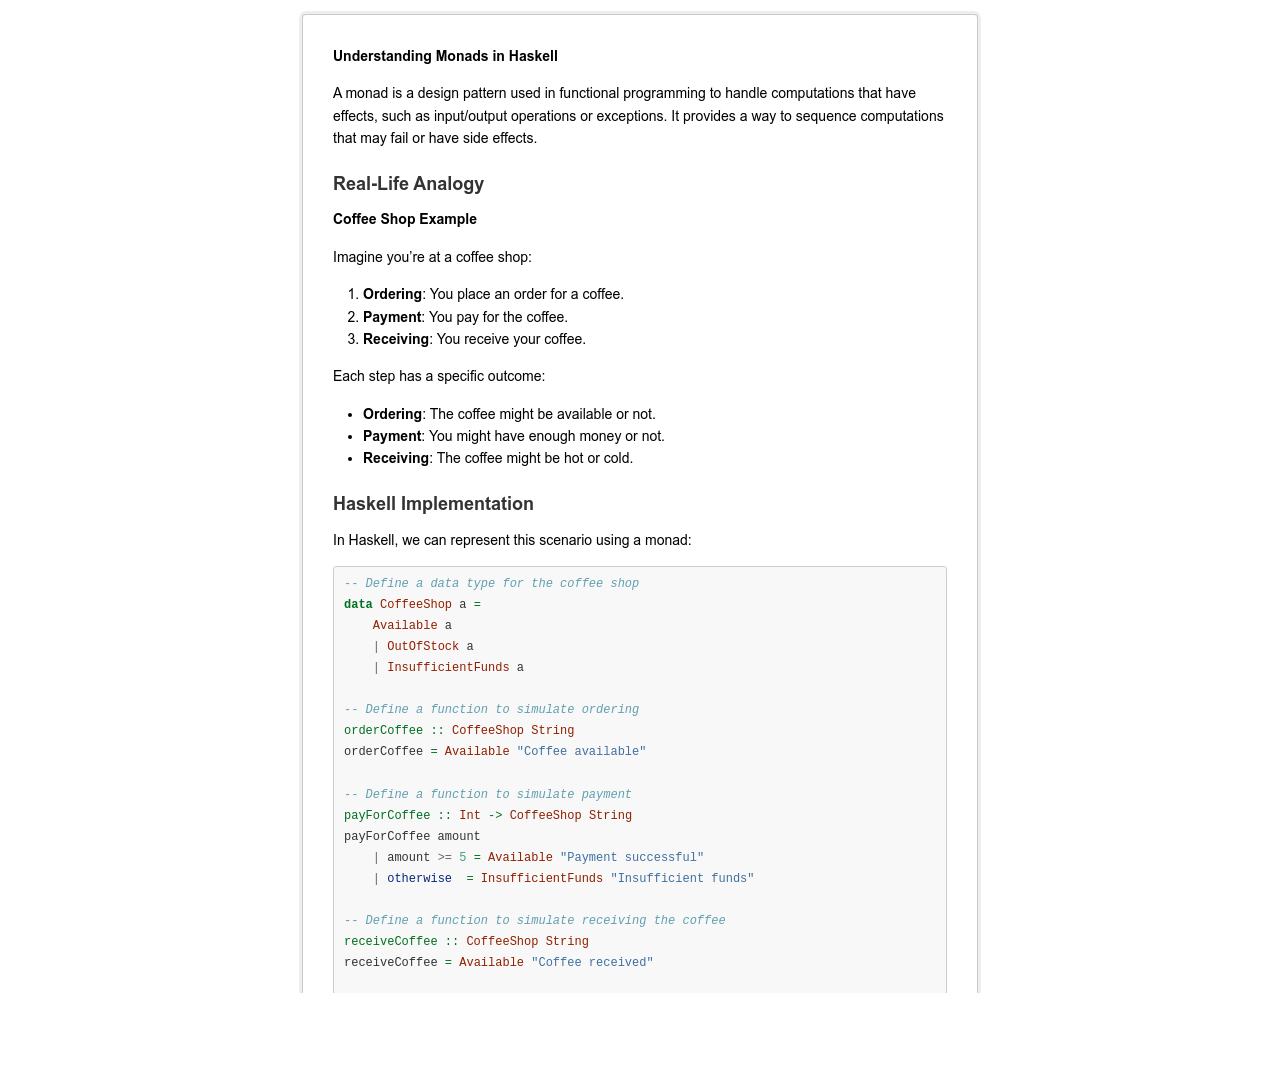 Understanding Monads in Haskell
A monad is a design pattern used in functional programming to handle computations that have
effects, such as input/output operations or exceptions. It provides a way to sequence computations
that may fail or have side effects.
Real-Life Analogy
Coffee Shop Example
Imagine you’re at a coffee shop:
1. Ordering: You place an order for a coffee.
2. Payment: You pay for the coffee.
3. Receiving: You receive your coffee.
Each step has a specific outcome:
• Ordering: The coffee might be available or not.
• Payment: You might have enough money or not.
• Receiving: The coffee might be hot or cold.
Haskell Implementation
In Haskell, we can represent this scenario using a monad:
-- Define a data type for the coffee shop
data CoffeeShop a =
    Available a
    | OutOfStock a
    | InsufficientFunds a

-- Define a function to simulate ordering
orderCoffee :: CoffeeShop String
orderCoffee = Available "Coffee available"

-- Define a function to simulate payment
payForCoffee :: Int -> CoffeeShop String
payForCoffee amount
    | amount >= 5 = Available "Payment successful"
    | otherwise  = InsufficientFunds "Insufficient funds"

-- Define a function to simulate receiving the coffee
receiveCoffee :: CoffeeShop String
receiveCoffee = Available "Coffee received"